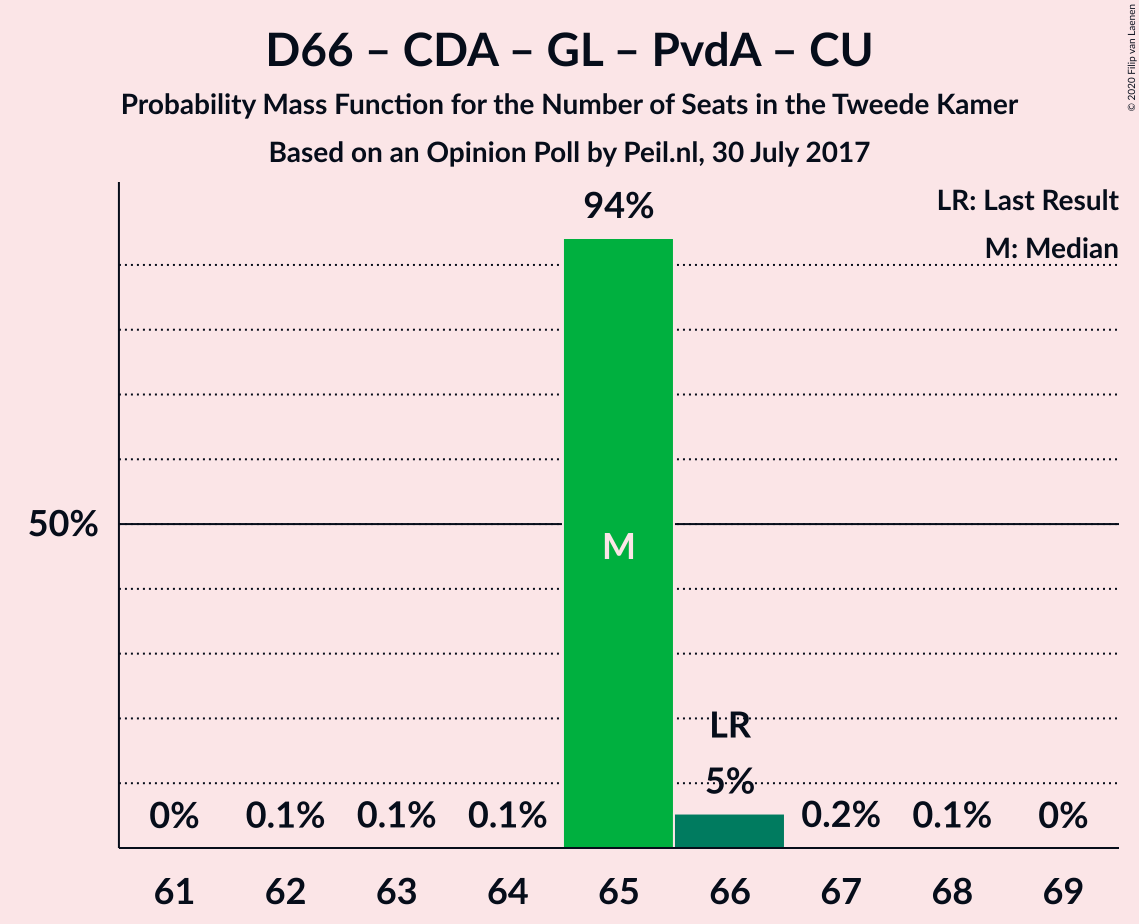 D66 – CDA – GL – PvdA – CU
Probability Mass Function for the Number of Seats in the Tweede Kamer
Based on an Opinion Poll by Peil.nl, 30 July 2017
© 2020 Filip van Laenen
LR: Last Result
M: Median
94%
50%
M
LR
5%
0% 0.1% 0.1% 0.1% 0.2% 0.1% 0%
61 62 63 64 65 66 67 68 69